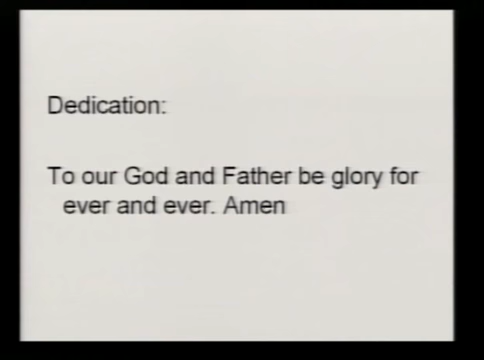 Dedication:
To our God and Father be glory for
ever and ever. Amen